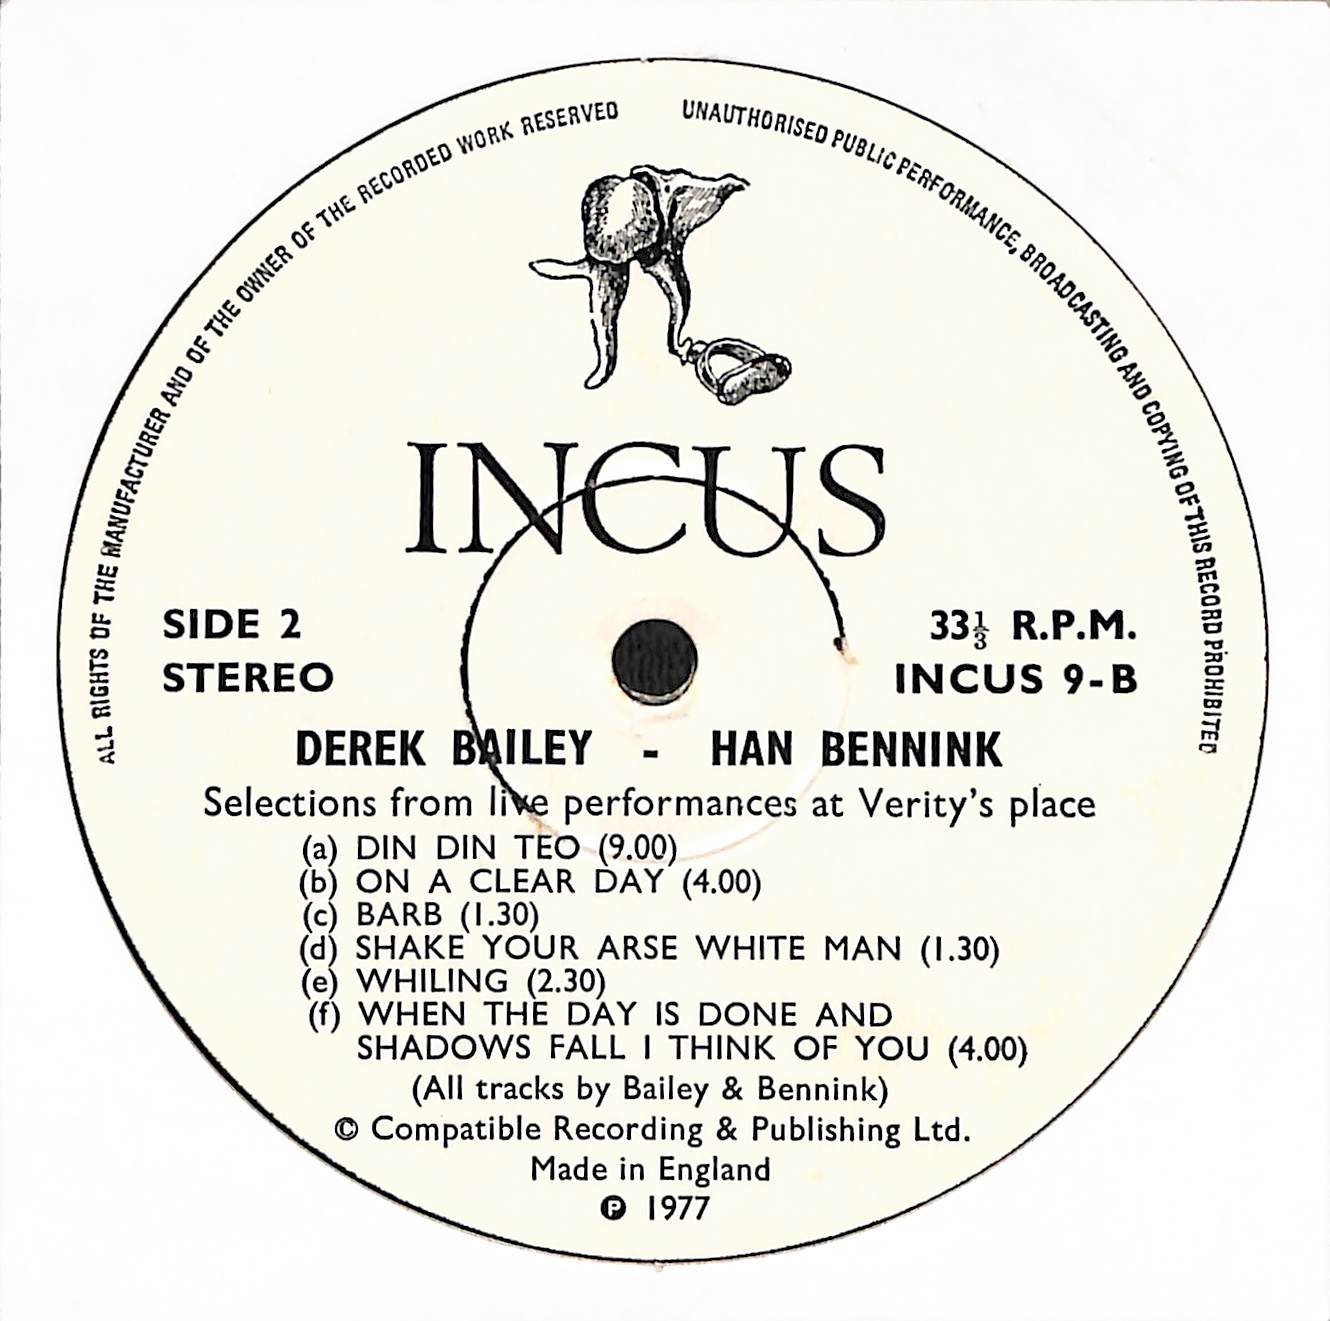 ALL RIGHTS OF THE MANUFACTURER AND OF THE OWNER OF THE RECORDED WORK RESERVED
UNAUTHORISED PUBLIC PERFORMANCE, BROADCASTING AND COPYING OF THIS RECORD PROHIBITED
INCUS
SIDE 2
STEREO
33⅓ R.P.M.
INCUS 9-B
DEREK BAILEY - HAN BENNINK
Selections from live performances at Verity's place
(a) DIN DIN TEO (9.00)
(b) ON A CLEAR DAY (4.00)
(c) BARB (1.30)
(d) SHAKE YOUR ARSE WHITE MAN (1.30)
(e) WHILING (2.30)
(f) WHEN THE DAY IS DONE AND
SHADOWS FALL I THINK OF YOU (4.00)
(All tracks by Bailey & Bennink)
© Compatible Recording & Publishing Ltd.
Made in England
℗ 1977